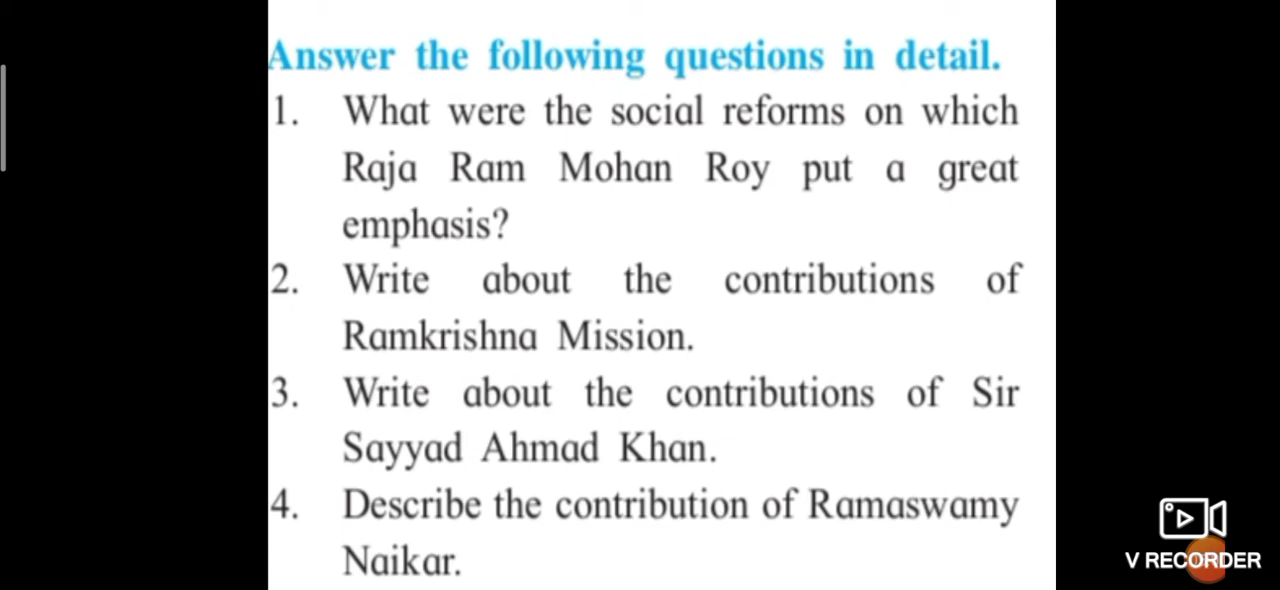 Answer the following questions in detail.
1. What were the social reforms on which
Raja Ram Mohan Roy put a great
emphasis?
2. Write about the contributions of
Ramkrishna Mission.
3. Write about the contributions of Sir
Sayyad Ahmad Khan.
4. Describe the contribution of Ramaswamy
Naikar.
V RECORDER